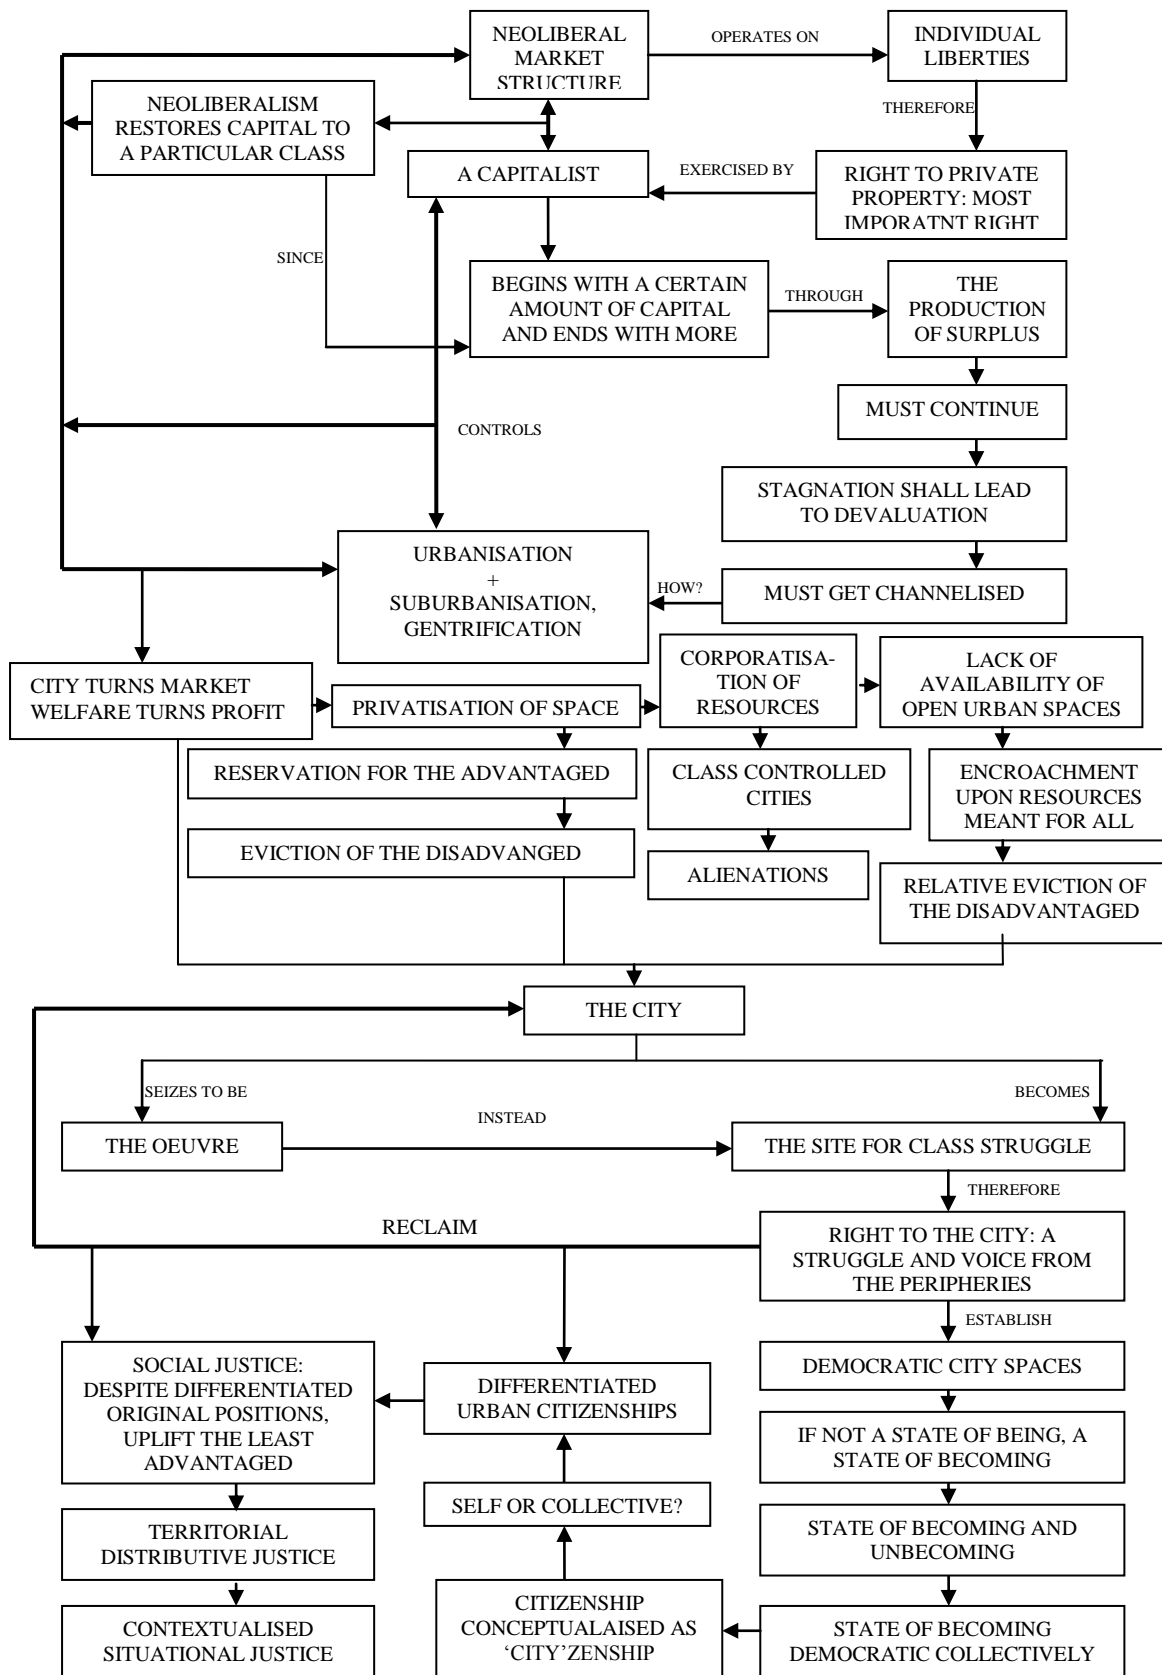 NEOLIBERAL
MARKET
STRUCTURE
OPERATES ON
INDIVIDUAL
LIBERTIES
NEOLIBERALISM
RESTORES CAPITAL TO
A PARTICULAR CLASS
THEREFORE
A CAPITALIST
EXERCISED BY
RIGHT TO PRIVATE
PROPERTY: MOST
IMPORATNT RIGHT
SINCE
BEGINS WITH A CERTAIN
AMOUNT OF CAPITAL
AND ENDS WITH MORE
THROUGH
THE
PRODUCTION
OF SURPLUS
MUST CONTINUE
CONTROLS
STAGNATION SHALL LEAD
TO DEVALUATION
URBANISATION
+
SUBURBANISATION,
GENTRIFICATION
HOW?
MUST GET CHANNELISED
CITY TURNS MARKET
WELFARE TURNS PROFIT
PRIVATISATION OF SPACE
CORPORATISA-
TION OF
RESOURCES
LACK OF
AVAILABILITY OF
OPEN URBAN SPACES
RESERVATION FOR THE ADVANTAGED
CLASS CONTROLLED
CITIES
ENCROACHMENT
UPON RESOURCES
MEANT FOR ALL
EVICTION OF THE DISADVANGED
ALIENATIONS
RELATIVE EVICTION OF
THE DISADVANTAGED
THE CITY
SEIZES TO BE
BECOMES
THE OEUVRE
INSTEAD
THE SITE FOR CLASS STRUGGLE
THEREFORE
RECLAIM
RIGHT TO THE CITY: A
STRUGGLE AND VOICE FROM
THE PERIPHERIES
ESTABLISH
SOCIAL JUSTICE:
DESPITE DIFFERENTIATED
ORIGINAL POSITIONS,
UPLIFT THE LEAST
ADVANTAGED
DIFFERENTIATED
URBAN CITIZENSHIPS
DEMOCRATIC CITY SPACES
IF NOT A STATE OF BEING, A
STATE OF BECOMING
SELF OR COLLECTIVE?
TERRITORIAL
DISTRIBUTIVE JUSTICE
STATE OF BECOMING AND
UNBECOMING
CONTEXTUALISED
SITUATIONAL JUSTICE
CITIZENSHIP
CONCEPTUALAISED AS
‘CITY’ZENSHIP
STATE OF BECOMING
DEMOCRATIC COLLECTIVELY